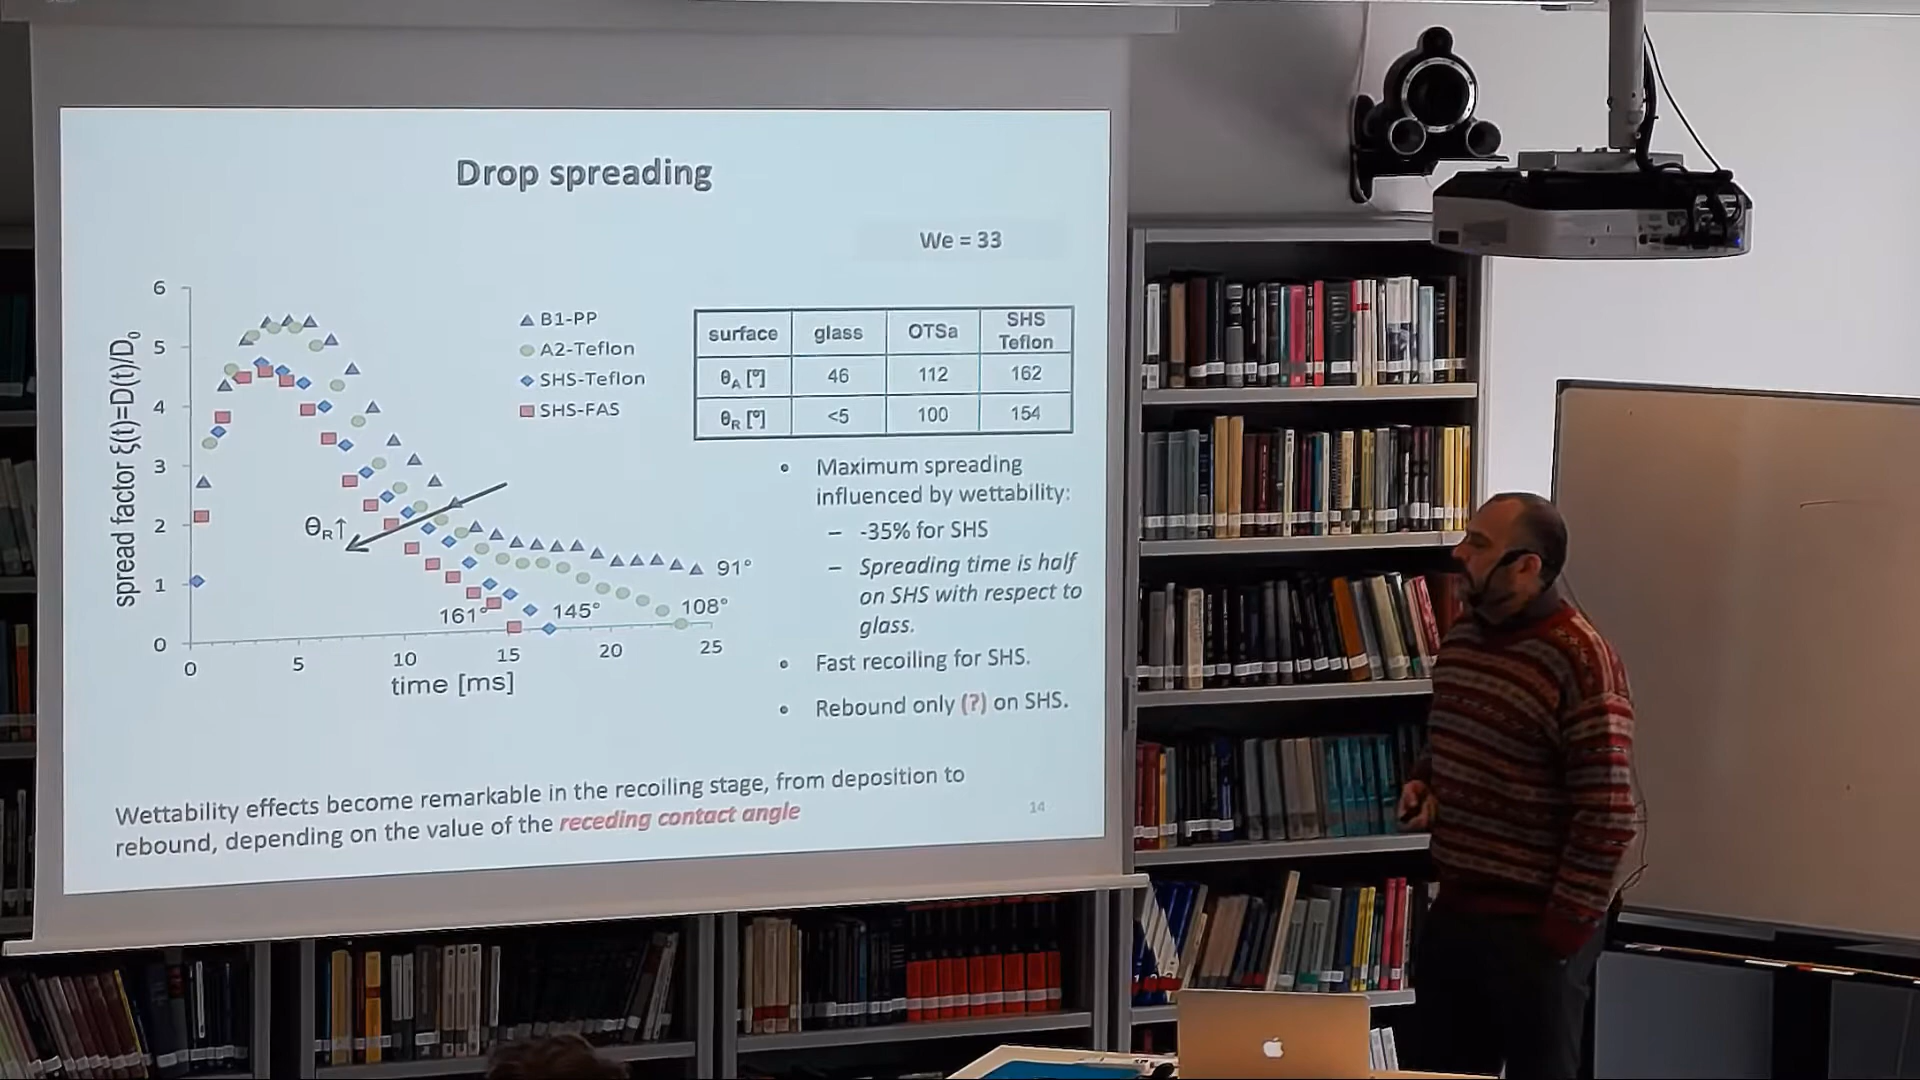 Drop spreading
We = 33
spread factor ξ(t)=D(t)/D₀
6
5
4
3
2
1
0
0
5
10
15
20
25
time [ms]
B1-PP
A2-Teflon
SHS-Teflon
SHS-FAS
θR↑
161°
145°
108°
91°
surface glass OTSa SHS Teflon
θA [º] 46 112 162
θR [º] <5 100 154
• Maximum spreading
influenced by wettability:
– -35% for SHS
– Spreading time is half
on SHS with respect to
glass.
• Fast recoiling for SHS.
• Rebound only (?) on SHS.
Wettability effects become remarkable in the recoiling stage, from deposition to
rebound, depending on the value of the receding contact angle
14